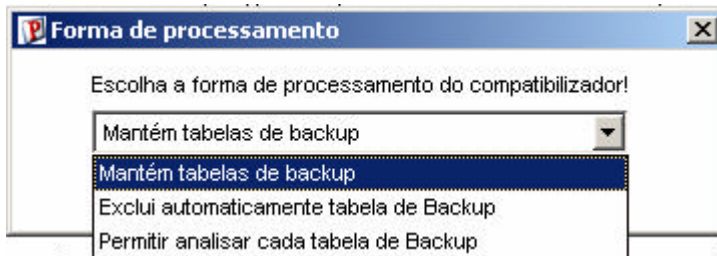 Forma de processamento
Escolha a forma de processamento do compatibilizador!
Mantém tabelas de backup
Mantém tabelas de backup
Exclui automaticamente tabela de Backup
Permitir analisar cada tabela de Backup